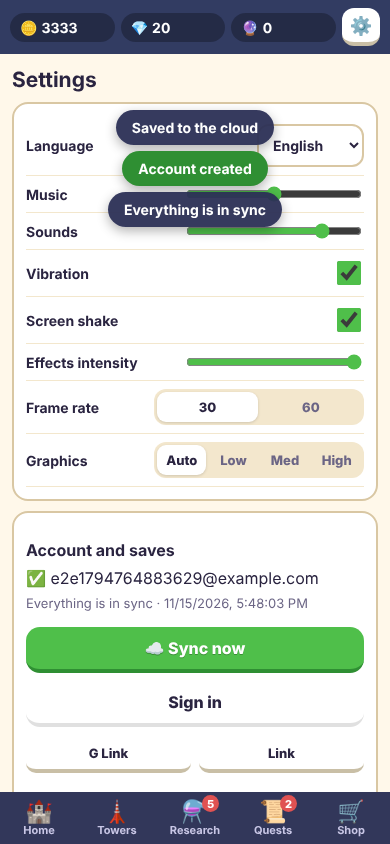 3333
20
0
Settings
Saved to the cloud
Language
English
Account created
Music
Everything is in sync
Sounds
Vibration
Screen shake
Effects intensity
Frame rate
30
60
Graphics
Auto
Low
Med
High
Account and saves
e2e1794764883629@example.com
Everything is in sync · 11/15/2026, 5:48:03 PM
Sync now
Sign in
G Link
Link
5
2
Home
Towers
Research
Quests
Shop